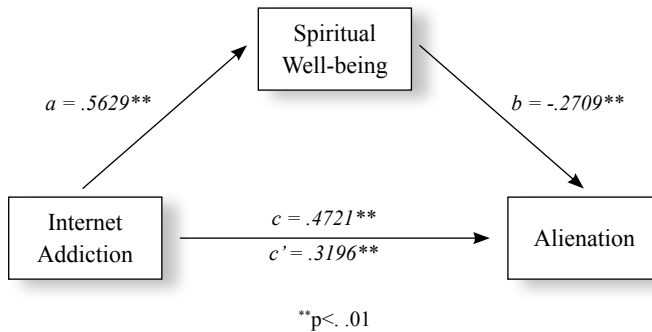 Spiritual
Well-being
a = .5629**
b = -.2709**
Internet
Addiction
c = .4721**
c’ = .3196**
Alienation
**p<. .01